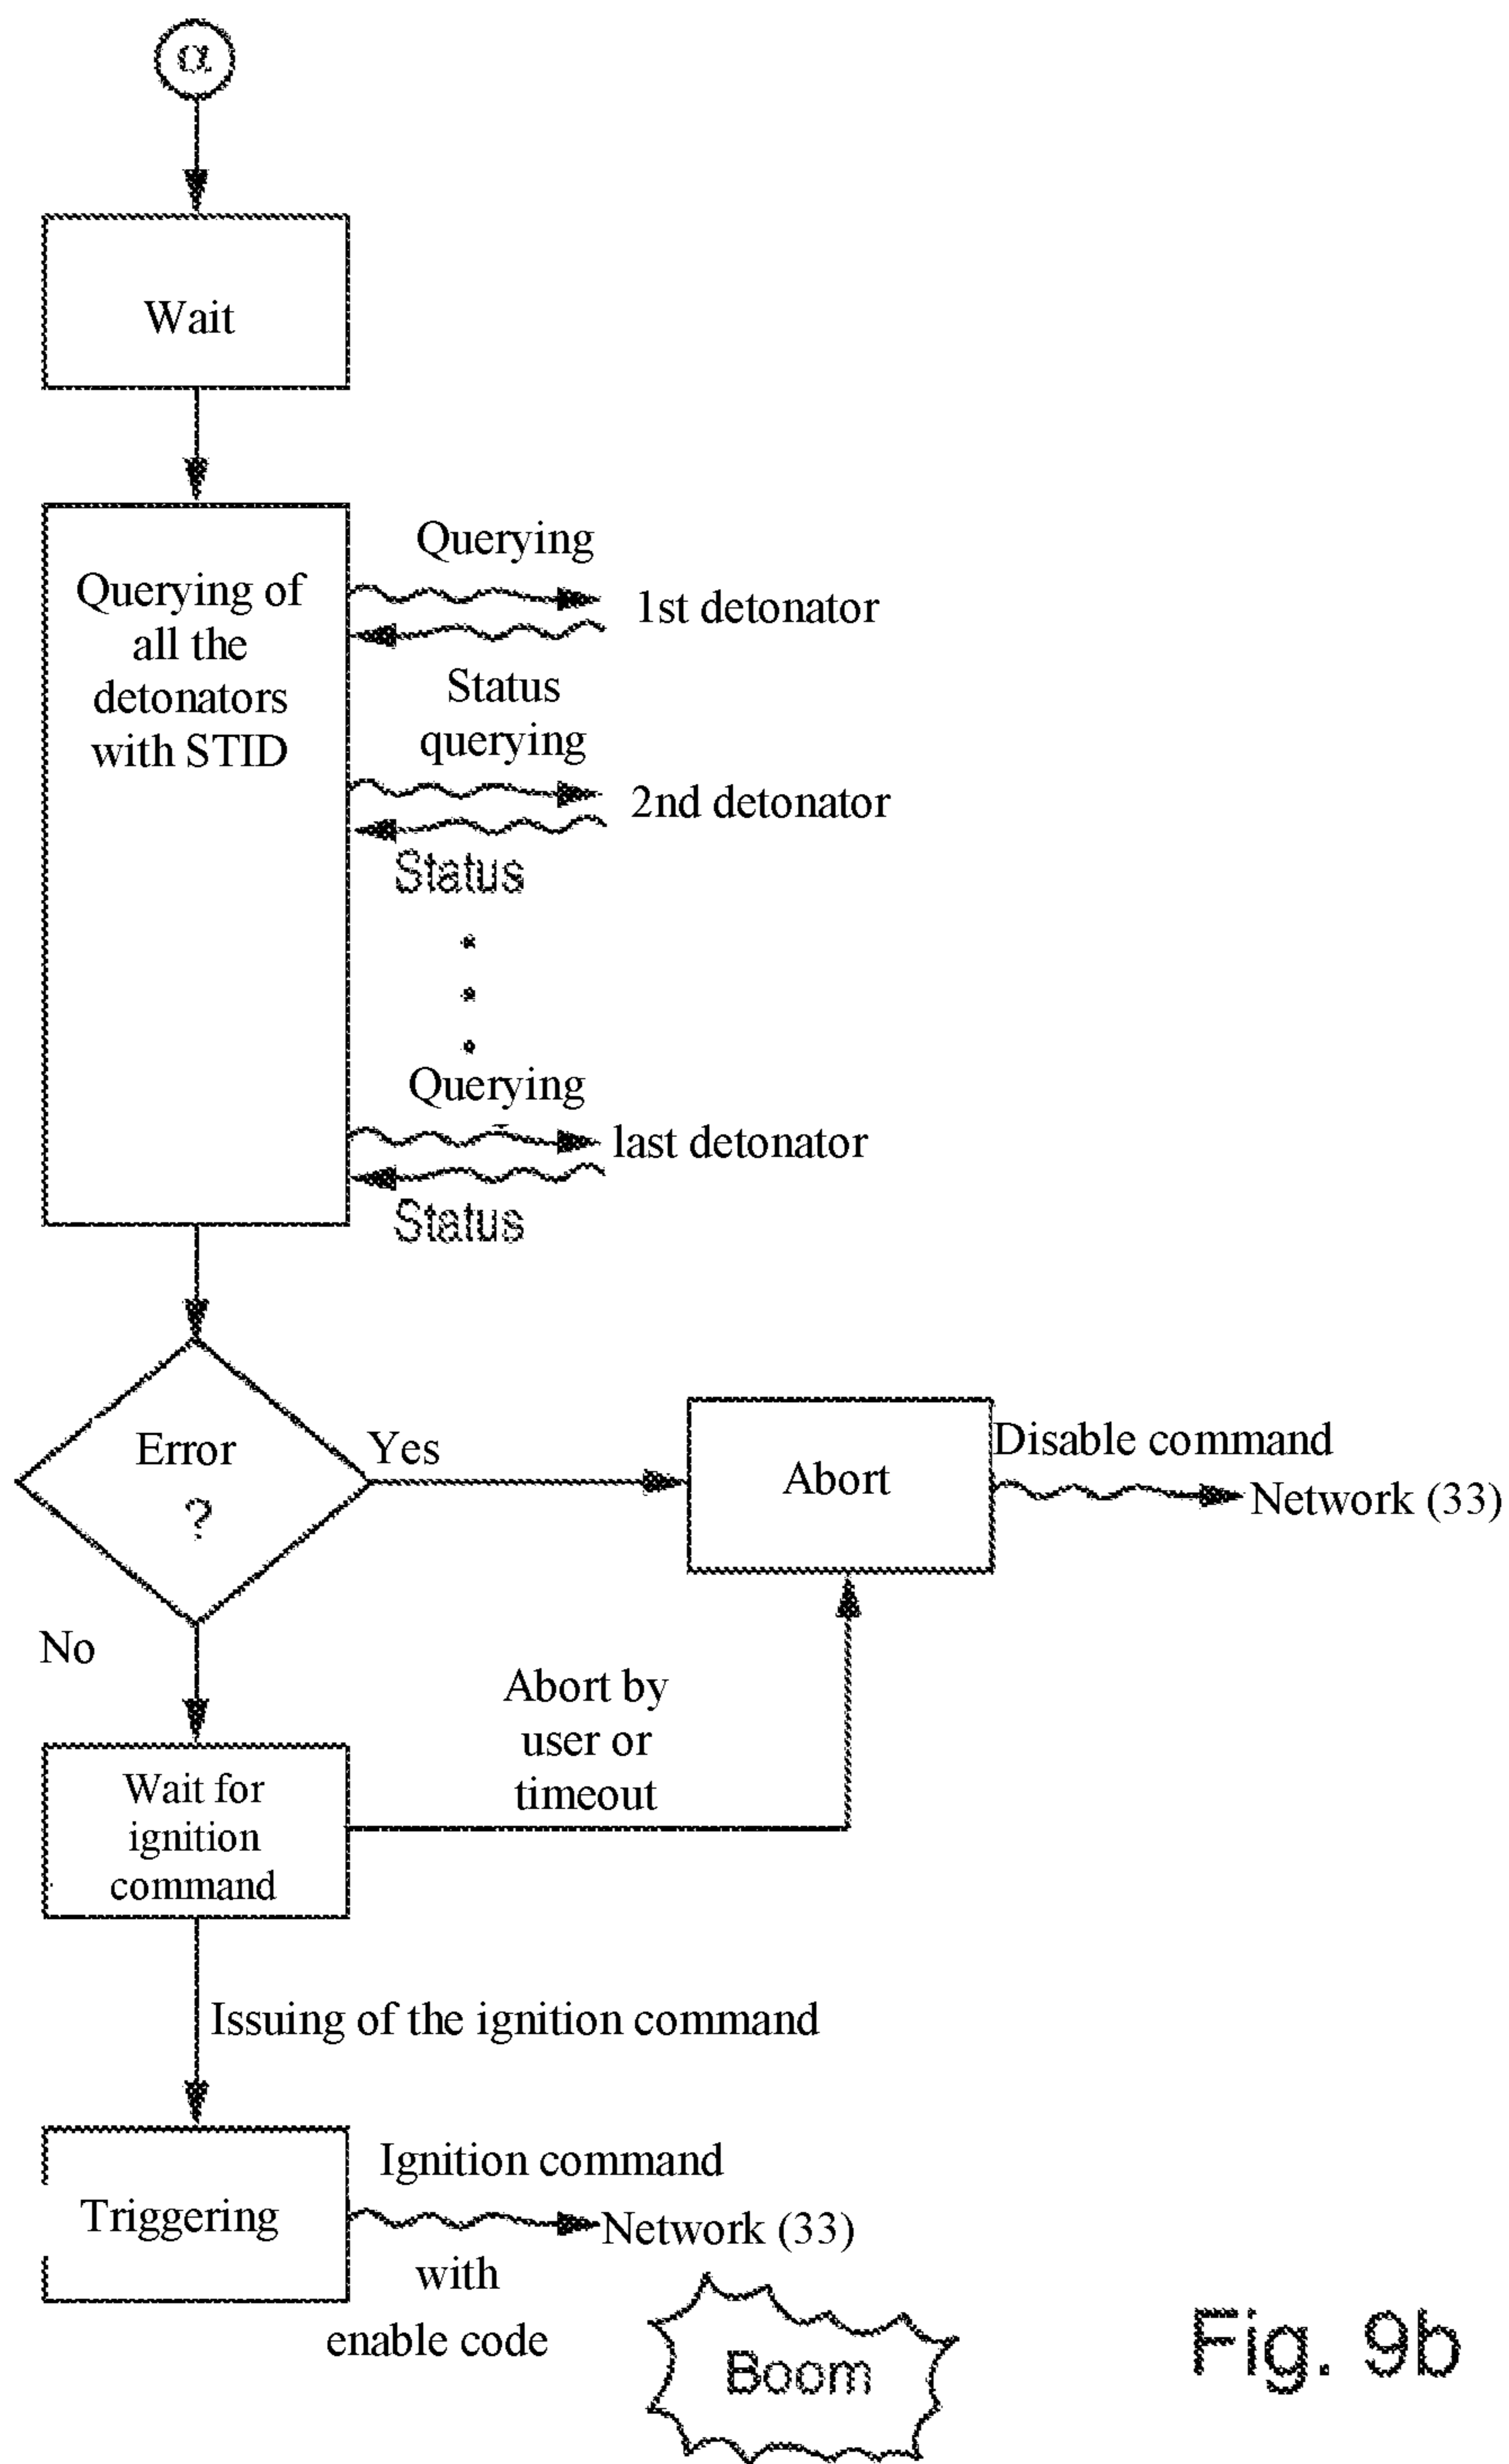 α
Wait
Querying of
all the
detonators
with STID
Querying
1st detonator
Status
querying
2nd detonator
Status
Querying
last detonator
Status
Error
?
Yes
Abort
Disable command
Network (33)
No
Abort by
user or
timeout
Wait for
ignition
command
Issuing of the ignition command
Triggering
Ignition command
Network (33)
with
enable code
Boom
Fig. 9b